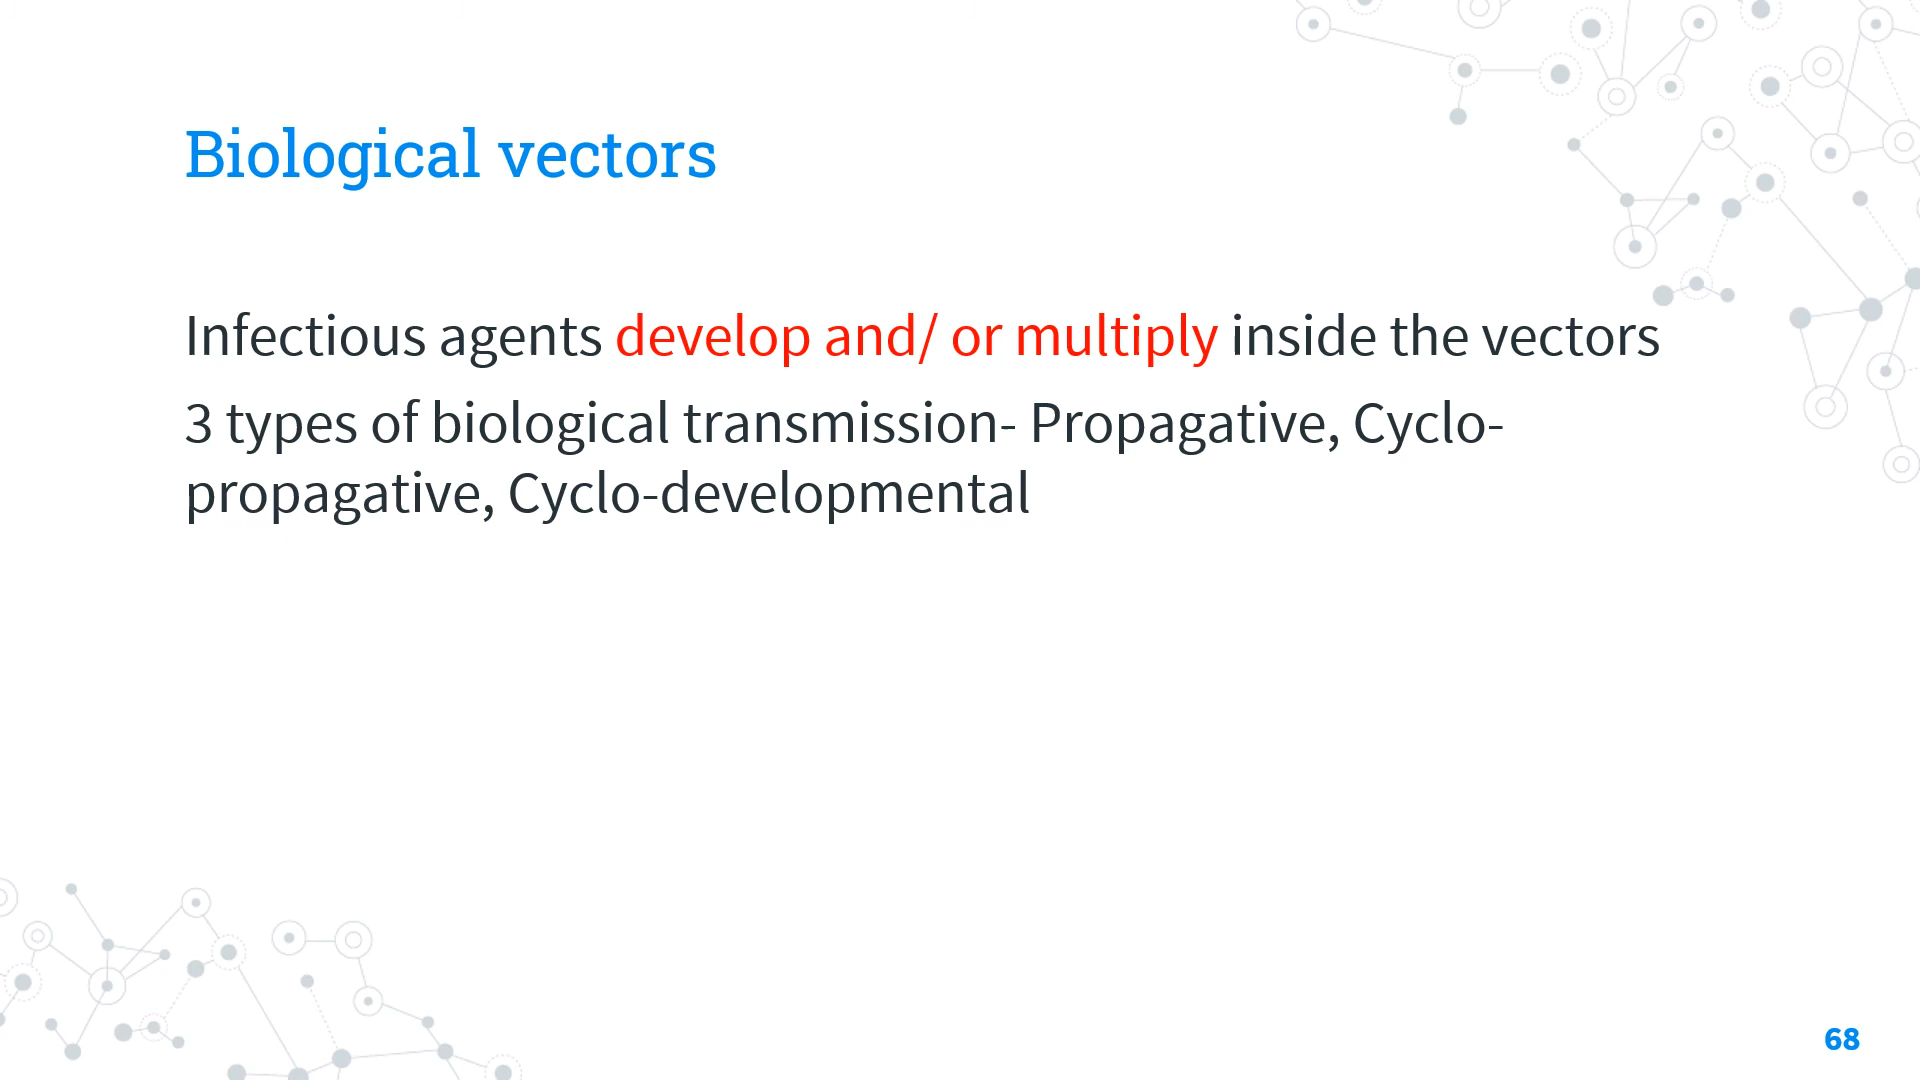 Biological vectors
Infectious agents develop and/ or multiply inside the vectors
3 types of biological transmission- Propagative, Cyclo-
propagative, Cyclo-developmental
68